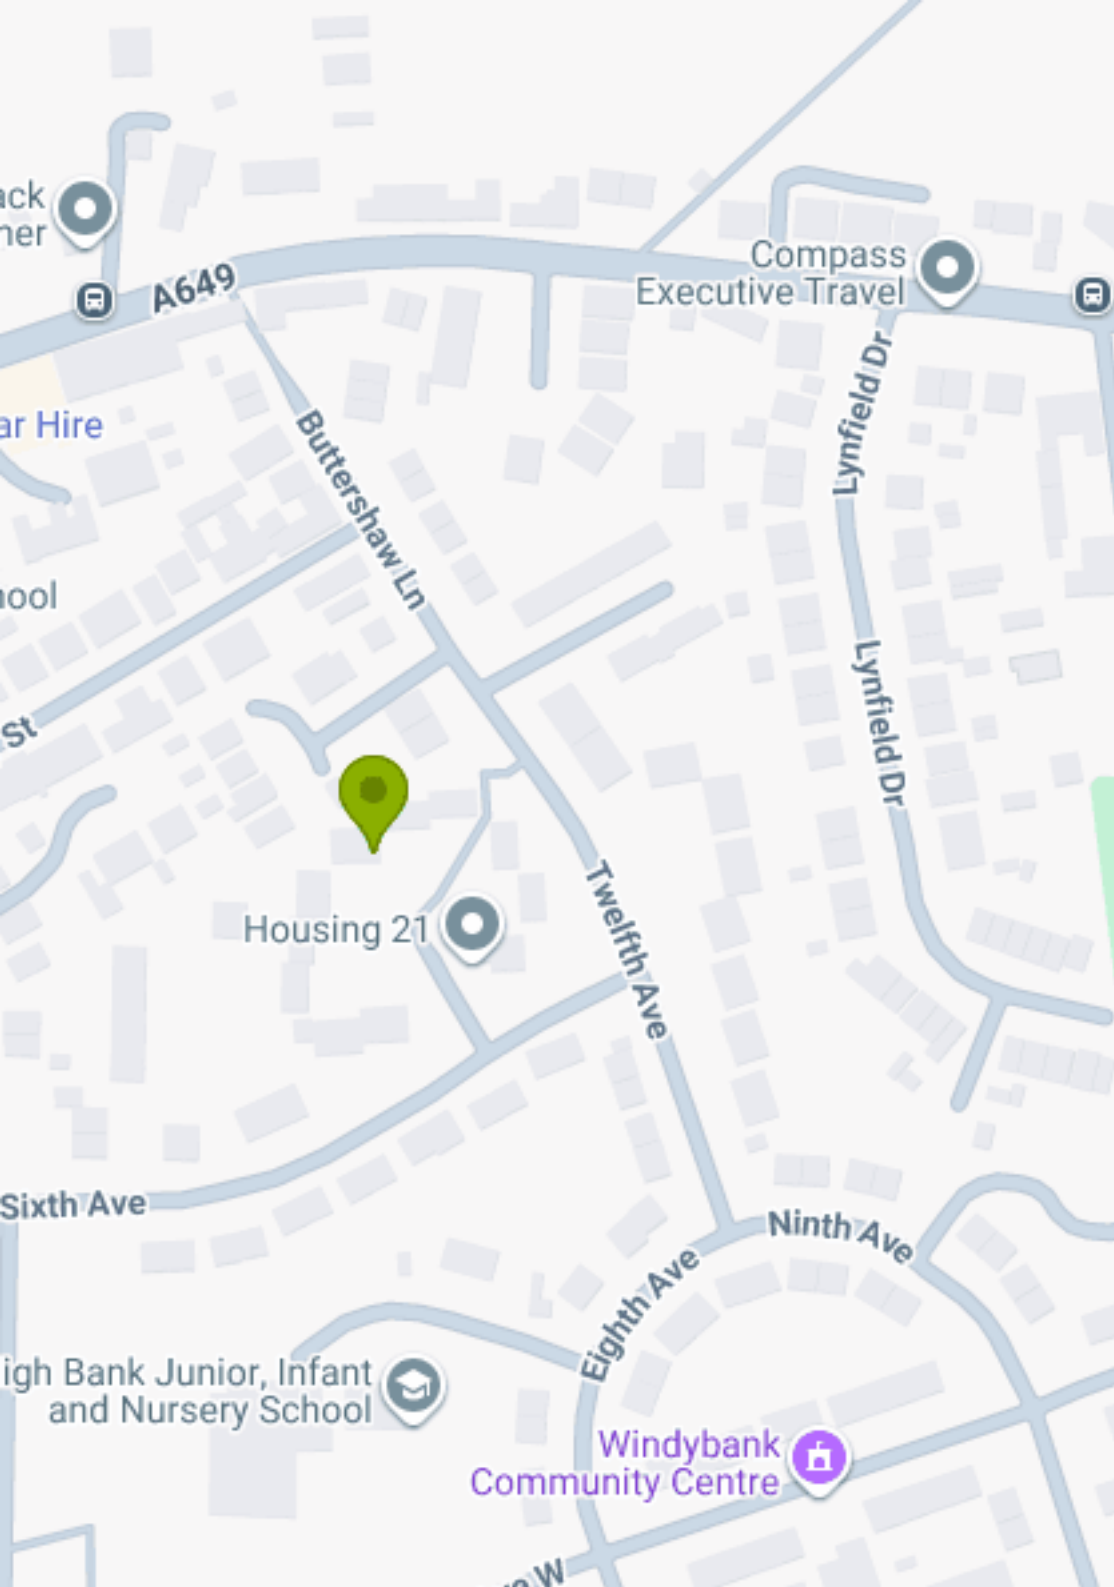 ack
ner
A649
Compass
Executive Travel
ar Hire
Lynfield Dr
Buttershaw Ln
hool
Lynfield Dr
St
Twelfth Ave
Housing 21
Sixth Ave
Ninth Ave
Eighth Ave
igh Bank Junior, Infant
and Nursery School
Windybank
Community Centre
W